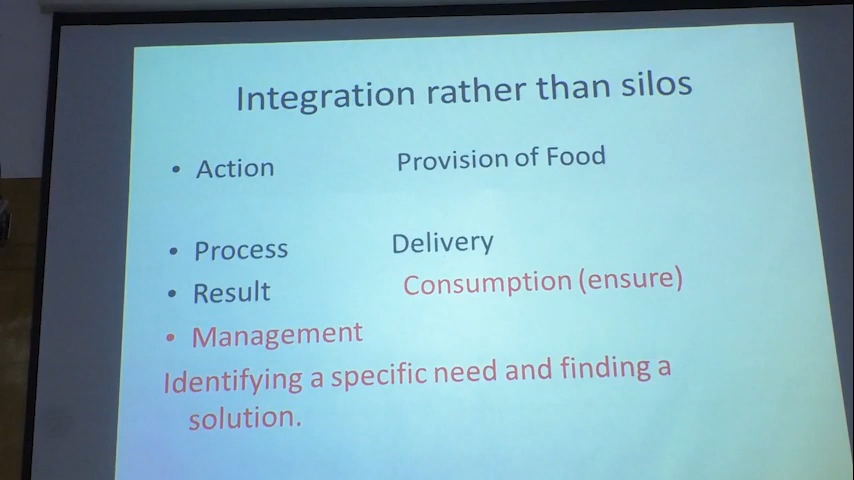 Integration rather than silos
• Action Provision of Food
• Process Delivery
• Result Consumption (ensure)
• Management
Identifying a specific need and finding a
solution.